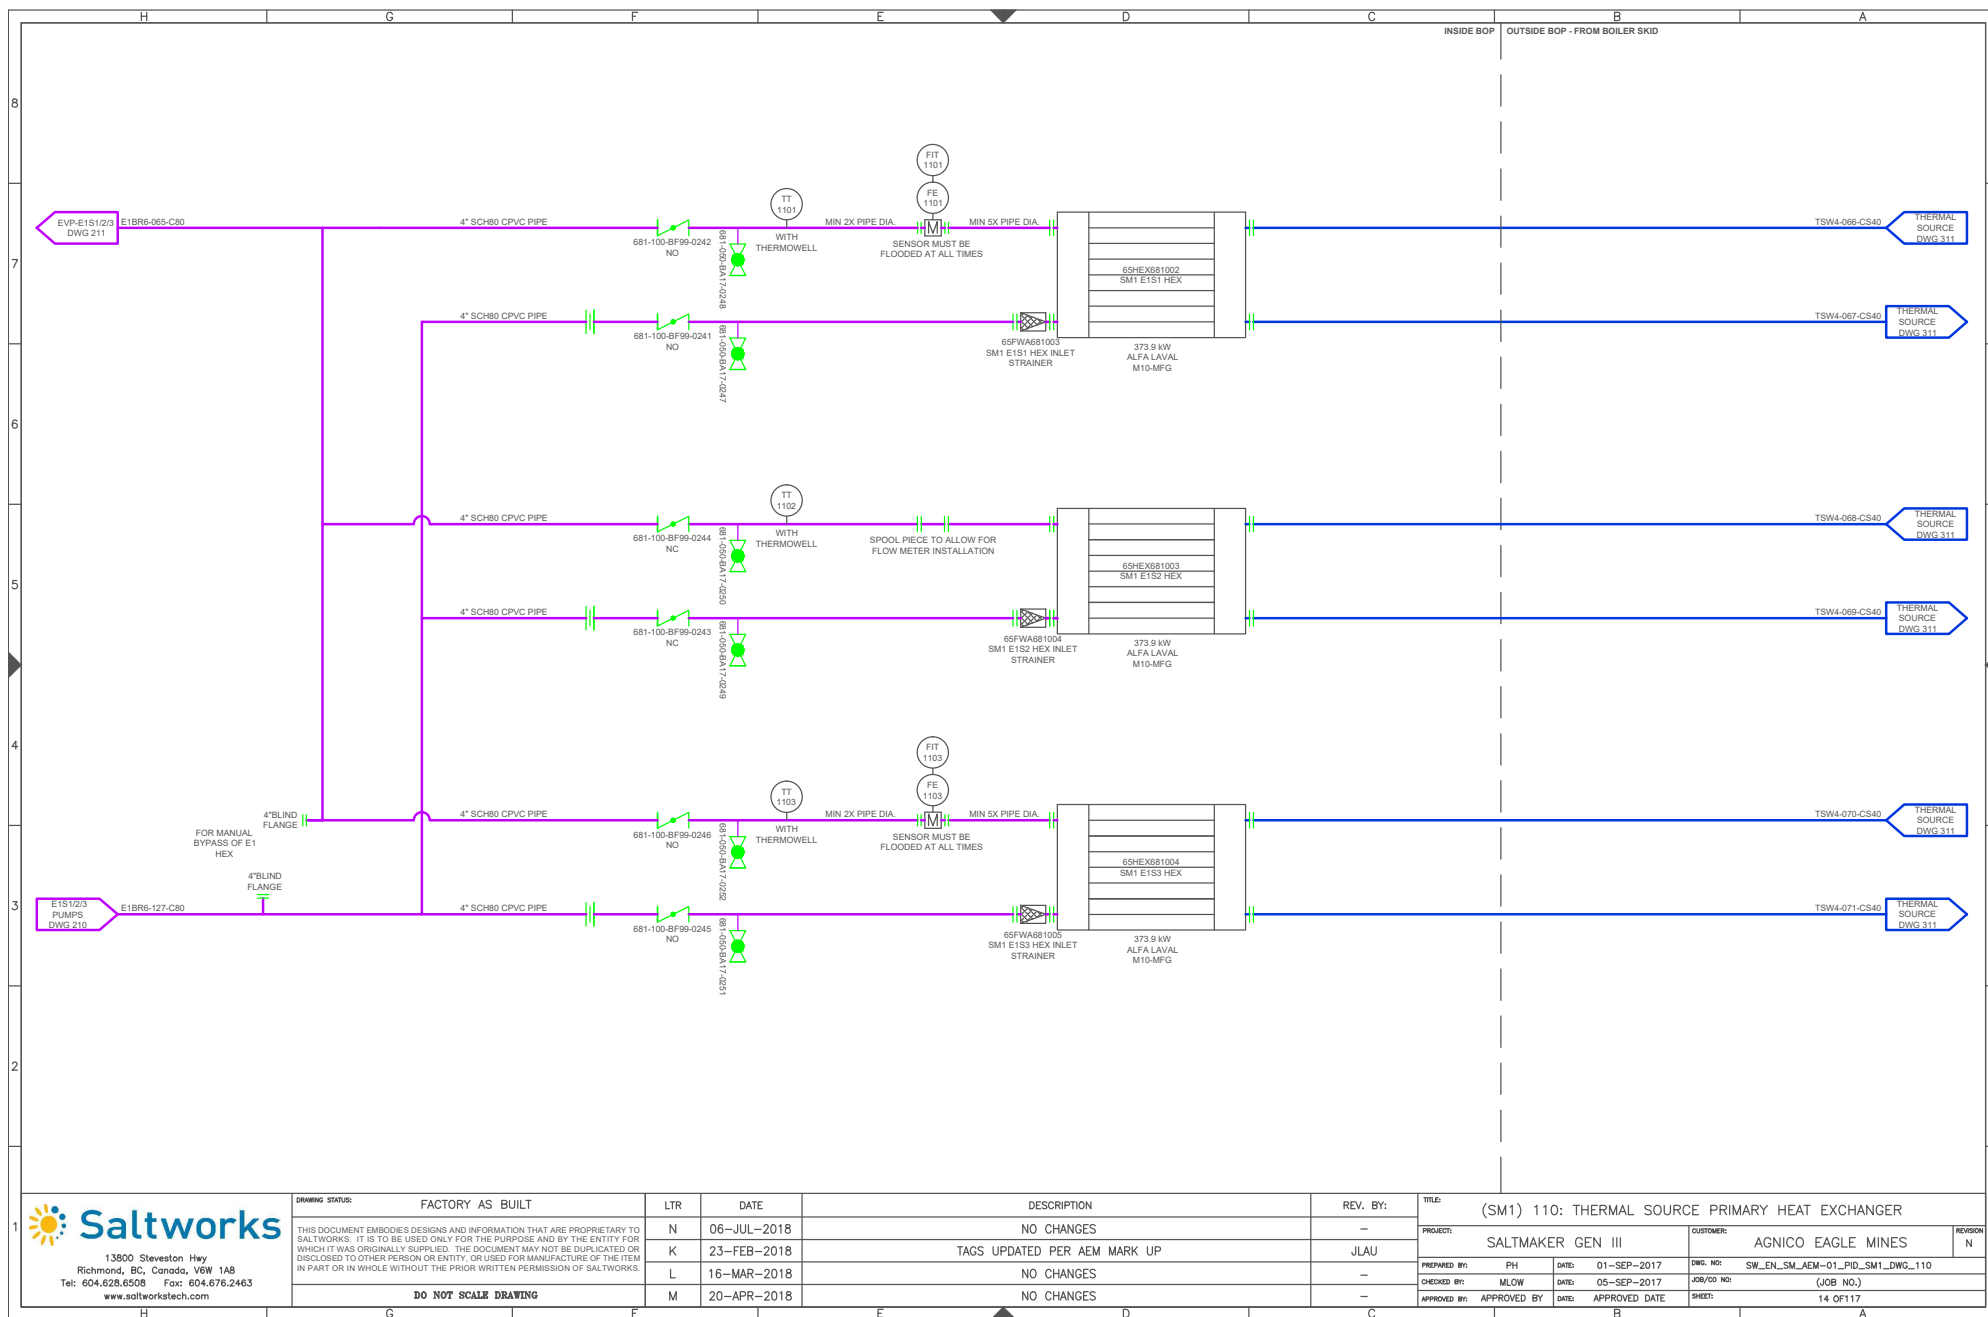 H G F E D C B A
INSIDE BOP
OUTSIDE BOP - FROM BOILER SKID
8
7
6
5
4
3
2
1
FIT
1101
FE
1101
TT
1101
EVP-E1S1/2/3
DWG 211
E1BR6-065-C80
4" SCH80 CPVC PIPE
681-100-BF99-0242
NO
681-050-BA17-0248
WITH
THERMOWELL
MIN 2X PIPE DIA.
M
SENSOR MUST BE
FLOODED AT ALL TIMES
MIN 5X PIPE DIA.
65HEX681002
SM1 E1S1 HEX
TSW4-066-CS40
THERMAL
SOURCE
DWG 311
4" SCH80 CPVC PIPE
681-100-BF99-0241
NO
681-050-BA17-0247
65FWA681003
SM1 E1S1 HEX INLET
STRAINER
373.9 kW
ALFA LAVAL
M10-MFG
TSW4-067-CS40
THERMAL
SOURCE
DWG 311
TT
1102
4" SCH80 CPVC PIPE
681-100-BF99-0244
NC
681-050-BA17-0250
WITH
THERMOWELL
SPOOL PIECE TO ALLOW FOR
FLOW METER INSTALLATION
65HEX681003
SM1 E1S2 HEX
TSW4-068-CS40
THERMAL
SOURCE
DWG 311
4" SCH80 CPVC PIPE
681-100-BF99-0243
NC
681-050-BA17-0249
65FWA681004
SM1 E1S2 HEX INLET
STRAINER
373.9 kW
ALFA LAVAL
M10-MFG
TSW4-069-CS40
THERMAL
SOURCE
DWG 311
FIT
1103
FE
1103
TT
1103
4"BLIND
FLANGE
FOR MANUAL
BYPASS OF E1
HEX
4" SCH80 CPVC PIPE
681-100-BF99-0246
NO
681-050-BA17-0252
WITH
THERMOWELL
MIN 2X PIPE DIA.
M
SENSOR MUST BE
FLOODED AT ALL TIMES
MIN 5X PIPE DIA.
65HEX681004
SM1 E1S3 HEX
TSW4-070-CS40
THERMAL
SOURCE
DWG 311
4"BLIND
FLANGE
E1S1/2/3
PUMPS
DWG 210
E1BR6-127-C80
4" SCH80 CPVC PIPE
681-100-BF99-0245
NO
681-050-BA17-0251
65FWA681005
SM1 E1S3 HEX INLET
STRAINER
373.9 kW
ALFA LAVAL
M10-MFG
TSW4-071-CS40
THERMAL
SOURCE
DWG 311
Saltworks
13800 Steveston Hwy
Richmond, BC, Canada, V6W 1A8
Tel: 604.628.6508 Fax: 604.676.2463
www.saltworkstech.com
DRAWING STATUS: FACTORY AS BUILT
THIS DOCUMENT EMBODIES DESIGNS AND INFORMATION THAT ARE PROPRIETARY TO
SALTWORKS. IT IS TO BE USED ONLY FOR THE PURPOSE AND BY THE ENTITY FOR
WHICH IT WAS ORIGINALLY SUPPLIED. THE DOCUMENT MAY NOT BE DUPLICATED OR
DISCLOSED TO OTHER PERSON OR ENTITY, OR USED FOR MANUFACTURE OF THE ITEM
IN PART OR IN WHOLE WITHOUT THE PRIOR WRITTEN PERMISSION OF SALTWORKS.
DO NOT SCALE DRAWING
LTR DATE DESCRIPTION REV. BY:
N 06-JUL-2018 NO CHANGES -
K 23-FEB-2018 TAGS UPDATED PER AEM MARK UP JLAU
L 16-MAR-2018 NO CHANGES -
M 20-APR-2018 NO CHANGES -
TITLE: (SM1) 110: THERMAL SOURCE PRIMARY HEAT EXCHANGER
PROJECT: SALTMAKER GEN III CUSTOMER: AGNICO EAGLE MINES REVISION N
PREPARED BY: PH DATE: 01-SEP-2017 DWG. NO: SW_EN_SM_AEM-01_PID_SM1_DWG_110
CHECKED BY: MLOW DATE: 05-SEP-2017 JOB/CO NO: (JOB NO.)
APPROVED BY: APPROVED BY DATE: APPROVED DATE SHEET: 14 OF117
H G F E D C B A